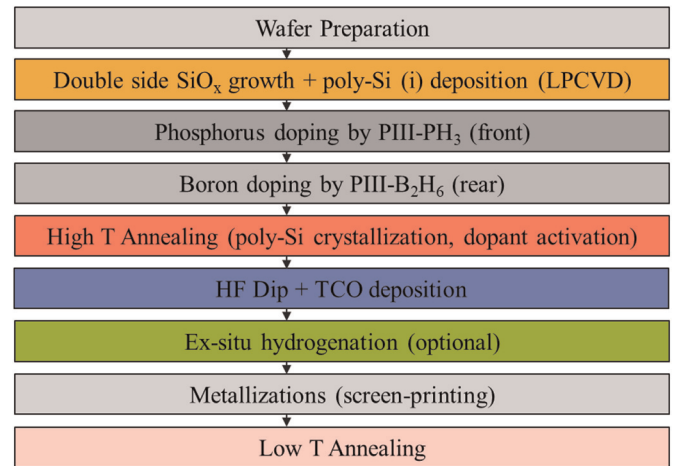 Wafer Preparation
Double side SiOₓ growth + poly-Si (i) deposition (LPCVD)
Phosphorus doping by PIII-PH₃ (front)
Boron doping by PIII-B₂H₆ (rear)
High T Annealing (poly-Si crystallization, dopant activation)
HF Dip + TCO deposition
Ex-situ hydrogenation (optional)
Metallizations (screen-printing)
Low T Annealing